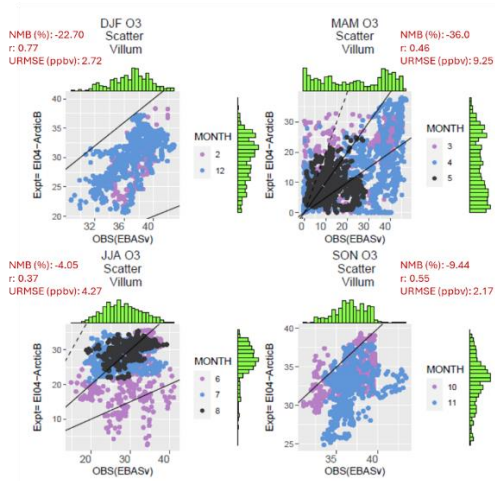 DJF O3
Scatter
Villum
NMB (%): -22.70
r: 0.77
URMSE (ppbv): 2.72
40
35
30
25
20
32
36
40
Expt= EI04-ArcticB
OBS(EBASv)
MONTH
2
12
MAM O3
Scatter
Villum
NMB (%): -36.0
r: 0.46
URMSE (ppbv): 9.25
30
20
10
0
0
10
20
30
40
Expt= EI04-ArcticB
OBS(EBASv)
MONTH
3
4
5
JJA O3
Scatter
Villum
NMB (%): -4.05
r: 0.37
URMSE (ppbv): 4.27
30
20
10
20
30
40
Expt= EI04-ArcticB
OBS(EBASv)
MONTH
6
7
8
SON O3
Scatter
Villum
NMB (%): -9.44
r: 0.55
URMSE (ppbv): 2.17
40
35
30
25
35
40
Expt= EI04-ArcticB
OBS(EBASv)
MONTH
10
11